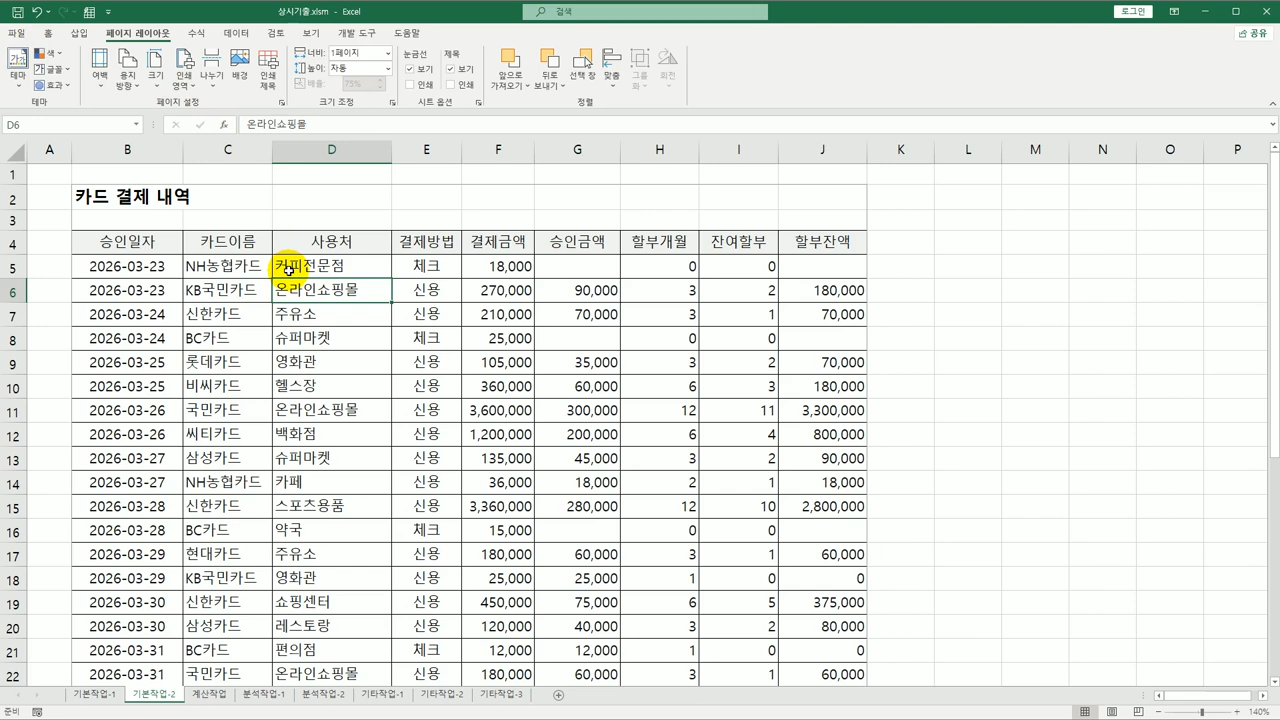 상시기출.xlsm - Excel
검색
로그인
파일 홈 삽입 페이지 레이아웃 수식 데이터 검토 보기 개발 도구 도움말
공유
테마 색 글꼴 효과
여백 용지 방향 크기 인쇄 영역 나누기 배경 인쇄 제목
너비: 1페이지
높이: 자동
배율: 75%
눈금선 제목
보기 보기
인쇄 인쇄
앞으로 가져오기 뒤로 보내기 선택 창 맞춤 그룹화 회전
테마 페이지 설정 크기 조정 시트 옵션 정렬
D6 fx 온라인쇼핑몰
A B C D E F G H I J K L M N O P
1
2 카드 결제 내역
3
4 승인일자 카드이름 사용처 결제방법 결제금액 승인금액 할부개월 잔여할부 할부잔액
5 2026-03-23 NH농협카드 커피전문점 체크 18,000 0 0
6 2026-03-23 KB국민카드 온라인쇼핑몰 신용 270,000 90,000 3 2 180,000
7 2026-03-24 신한카드 주유소 신용 210,000 70,000 3 1 70,000
8 2026-03-24 BC카드 슈퍼마켓 체크 25,000 0 0
9 2026-03-25 롯데카드 영화관 신용 105,000 35,000 3 2 70,000
10 2026-03-25 비씨카드 헬스장 신용 360,000 60,000 6 3 180,000
11 2026-03-26 국민카드 온라인쇼핑몰 신용 3,600,000 300,000 12 11 3,300,000
12 2026-03-26 씨티카드 백화점 신용 1,200,000 200,000 6 4 800,000
13 2026-03-27 삼성카드 슈퍼마켓 신용 135,000 45,000 3 2 90,000
14 2026-03-27 NH농협카드 카페 신용 36,000 18,000 2 1 18,000
15 2026-03-28 신한카드 스포츠용품 신용 3,360,000 280,000 12 10 2,800,000
16 2026-03-28 BC카드 약국 체크 15,000 0 0
17 2026-03-29 현대카드 주유소 신용 180,000 60,000 3 1 60,000
18 2026-03-29 KB국민카드 영화관 신용 25,000 25,000 1 0 0
19 2026-03-30 신한카드 쇼핑센터 신용 450,000 75,000 6 5 375,000
20 2026-03-30 삼성카드 레스토랑 신용 120,000 40,000 3 2 80,000
21 2026-03-31 BC카드 편의점 체크 12,000 12,000 1 0 0
22 2026-03-31 국민카드 온라인쇼핑몰 신용 180,000 60,000 3 1 60,000
기본작업-1 기본작업-2 계산작업 분석작업-1 분석작업-2 기타작업-1 기타작업-2 기타작업-3
준비 140%